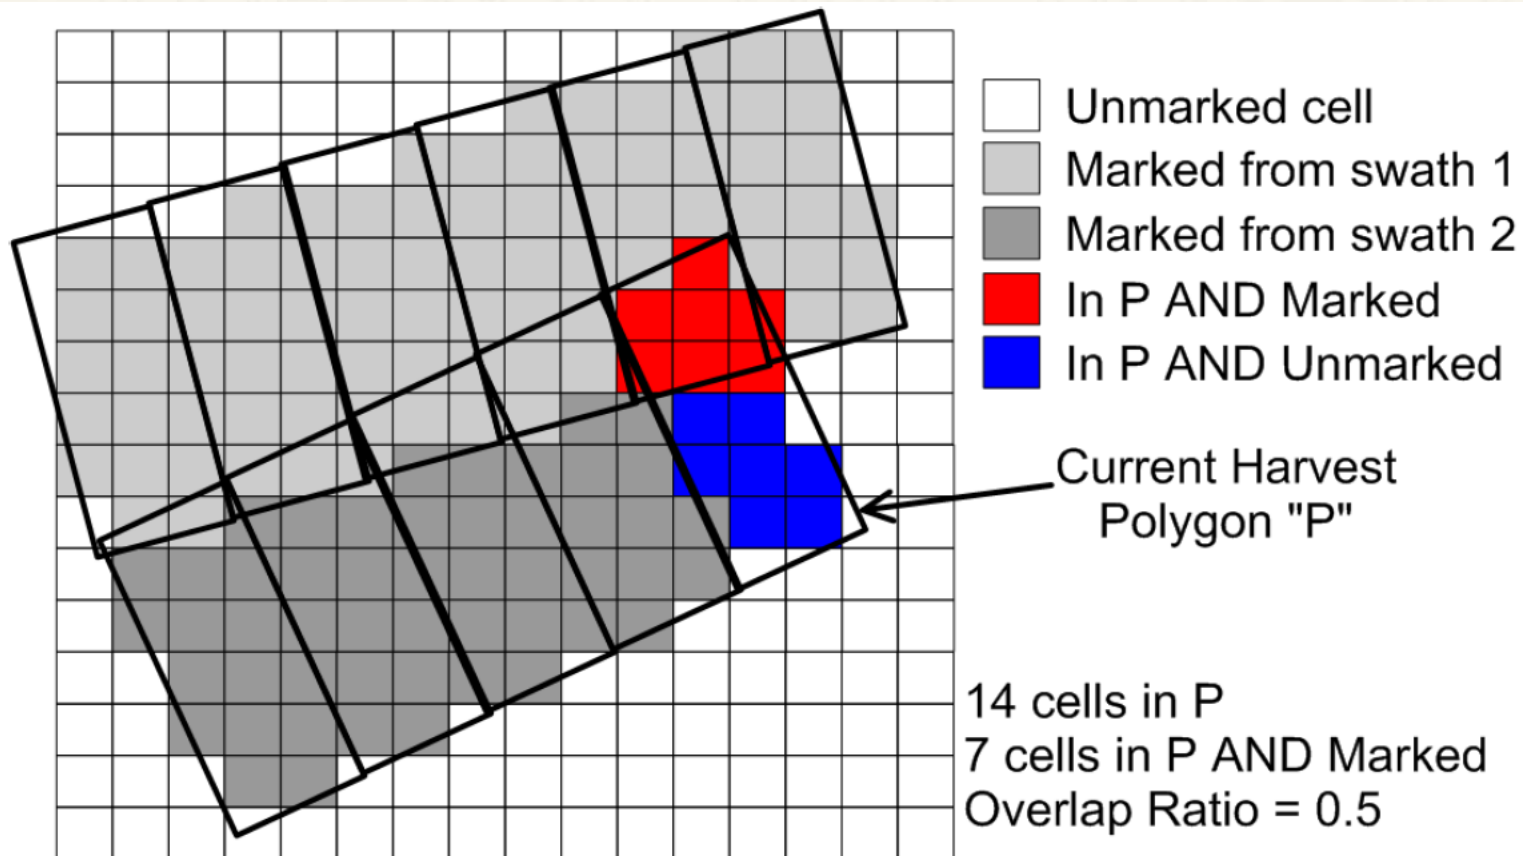 Unmarked cell
Marked from swath 1
Marked from swath 2
In P AND Marked
In P AND Unmarked
Current Harvest
Polygon "P"
14 cells in P
7 cells in P AND Marked
Overlap Ratio = 0.5